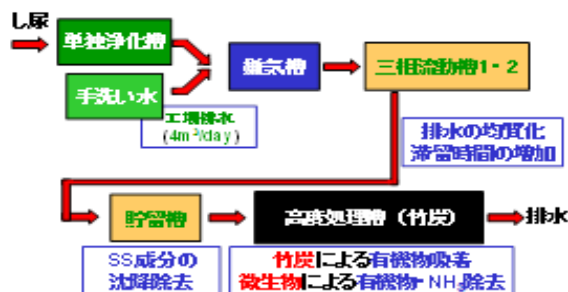 し尿
単独浄化槽
手洗い水
工場排水
(4m³/day)
嫌気槽
三相流動槽1・2
排水の均質化
滞留時間の増加
貯留槽
高度処理槽（竹炭）
排水
SS成分の
沈降除去
竹炭による有機物吸着
微生物による有機物・NH₃除去